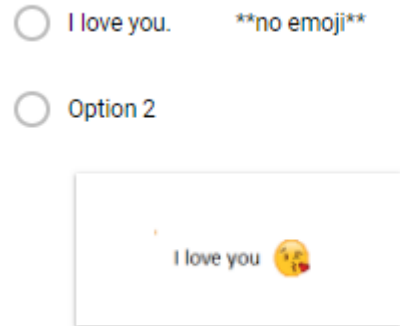 I love you. **no emoji**
Option 2
I love you 😘